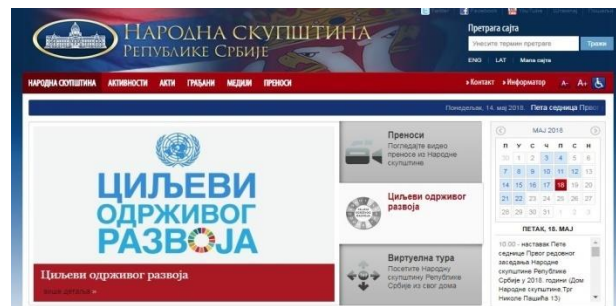 Twitter Facebook YouTube
НАРОДНА СКУПШТИНА
РЕПУБЛИКЕ СРБИЈЕ
Претрага сајта
Унесите термин претраге
Тражи
ENG LAT Мапа сајта
НАРОДНА СКУПШТИНА АКТИВНОСТИ АКТИ ГРАЂАНИ МЕДИЈИ ПРЕНОСИ
» Контакт » Информатор А- А+
Понедељак, 14. мај 2018. Пета седница
ЦИЉЕВИ
ОДРЖИВОГ
РАЗВОЈА
Циљеви одрживог развоја
више детаља »
Преноси
Погледајте видео
преносе из Народне
скупштине
Циљеви одрживог
развоја
Виртуелна тура
Посетите Народну
скупштину Републике
Србије из свог дома
МАЈ 2018
П У С Ч П С Н
30 1 2 3 4 5 6
7 8 9 10 11 12 13
14 15 16 17 18 19 20
21 22 23 24 25 26 27
28 29 30 31 1 2 3
ПЕТАК, 18. МАЈ
10:00 - наставак Пете
седнице Првог редовног
заседања Народне
скупштине Републике
Србије у 2018. години (Дом
Народне скупштине,Трг
Николе Пашића 13)